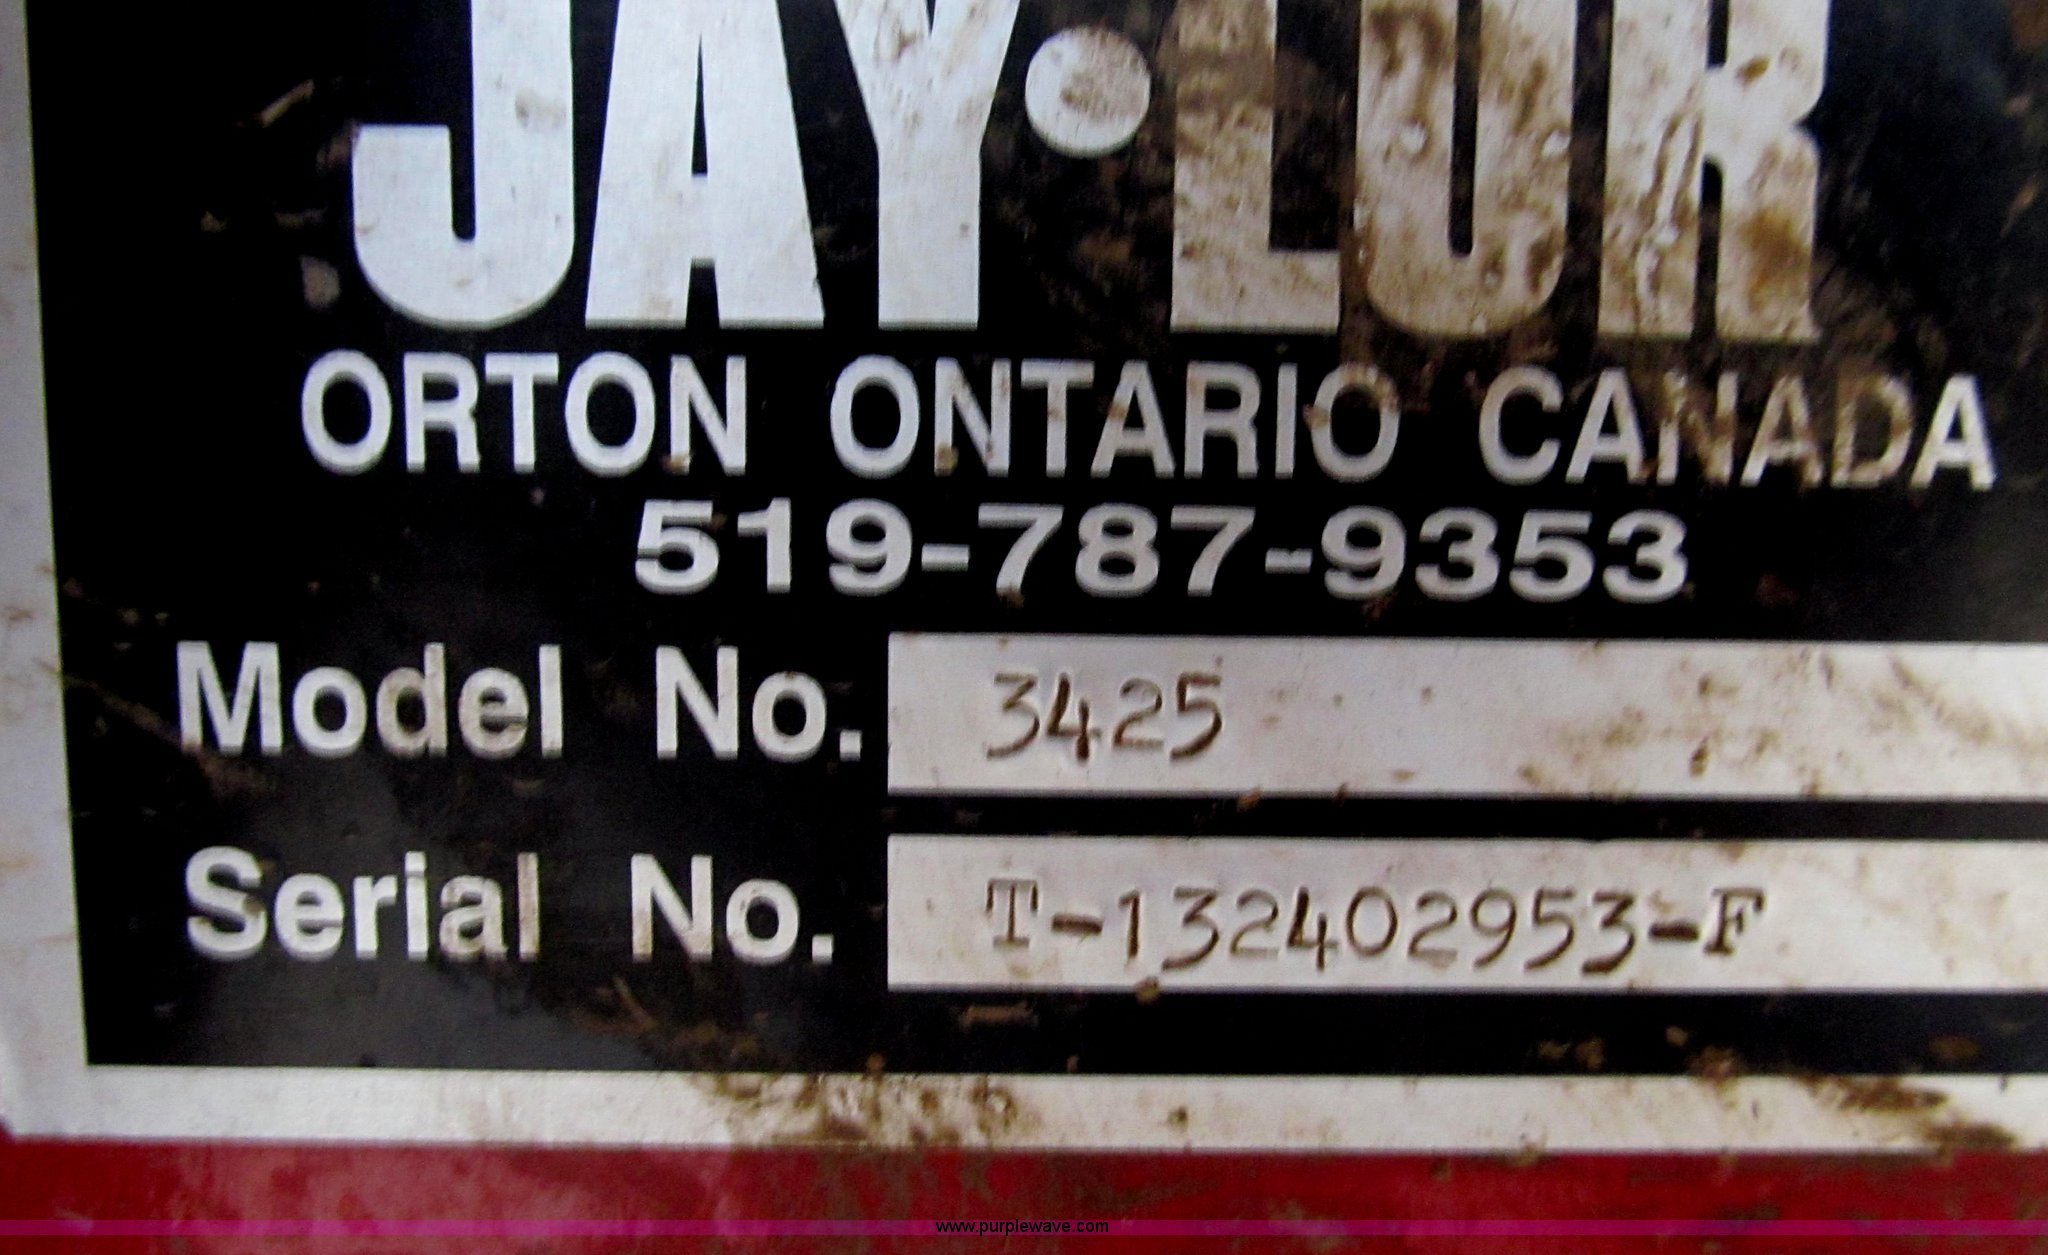 JAY·LOR
ORTON ONTARIO CANADA
519-787-9353
Model No. 3425
Serial No. T-132402953-F
www.purplewave.com